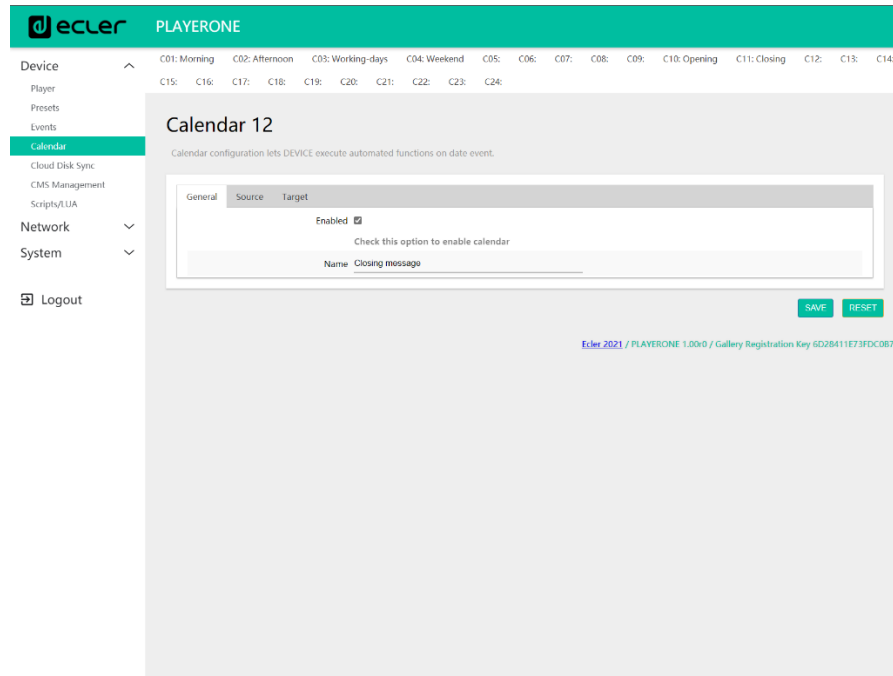 ecler PLAYERONE
Device
Player
Presets
Events
Calendar
Cloud Disk Sync
CMS Management
Scripts/LUA
Network
System
Logout
C01: Morning C02: Afternoon C03: Working-days C04: Weekend C05: C06: C07: C08: C09: C10: Opening C11: Closing C12: C13: C14:
C15: C16: C17: C18: C19: C20: C21: C22: C23: C24:
Calendar 12
Calendar configuration lets DEVICE execute automated functions on date event.
General Source Target
Enabled
Check this option to enable calendar
Name Closing message
SAVE RESET
Ecler 2021 / PLAYERONE 1.00r0 / Gallery Registration Key 6D28411E73FDC0B7